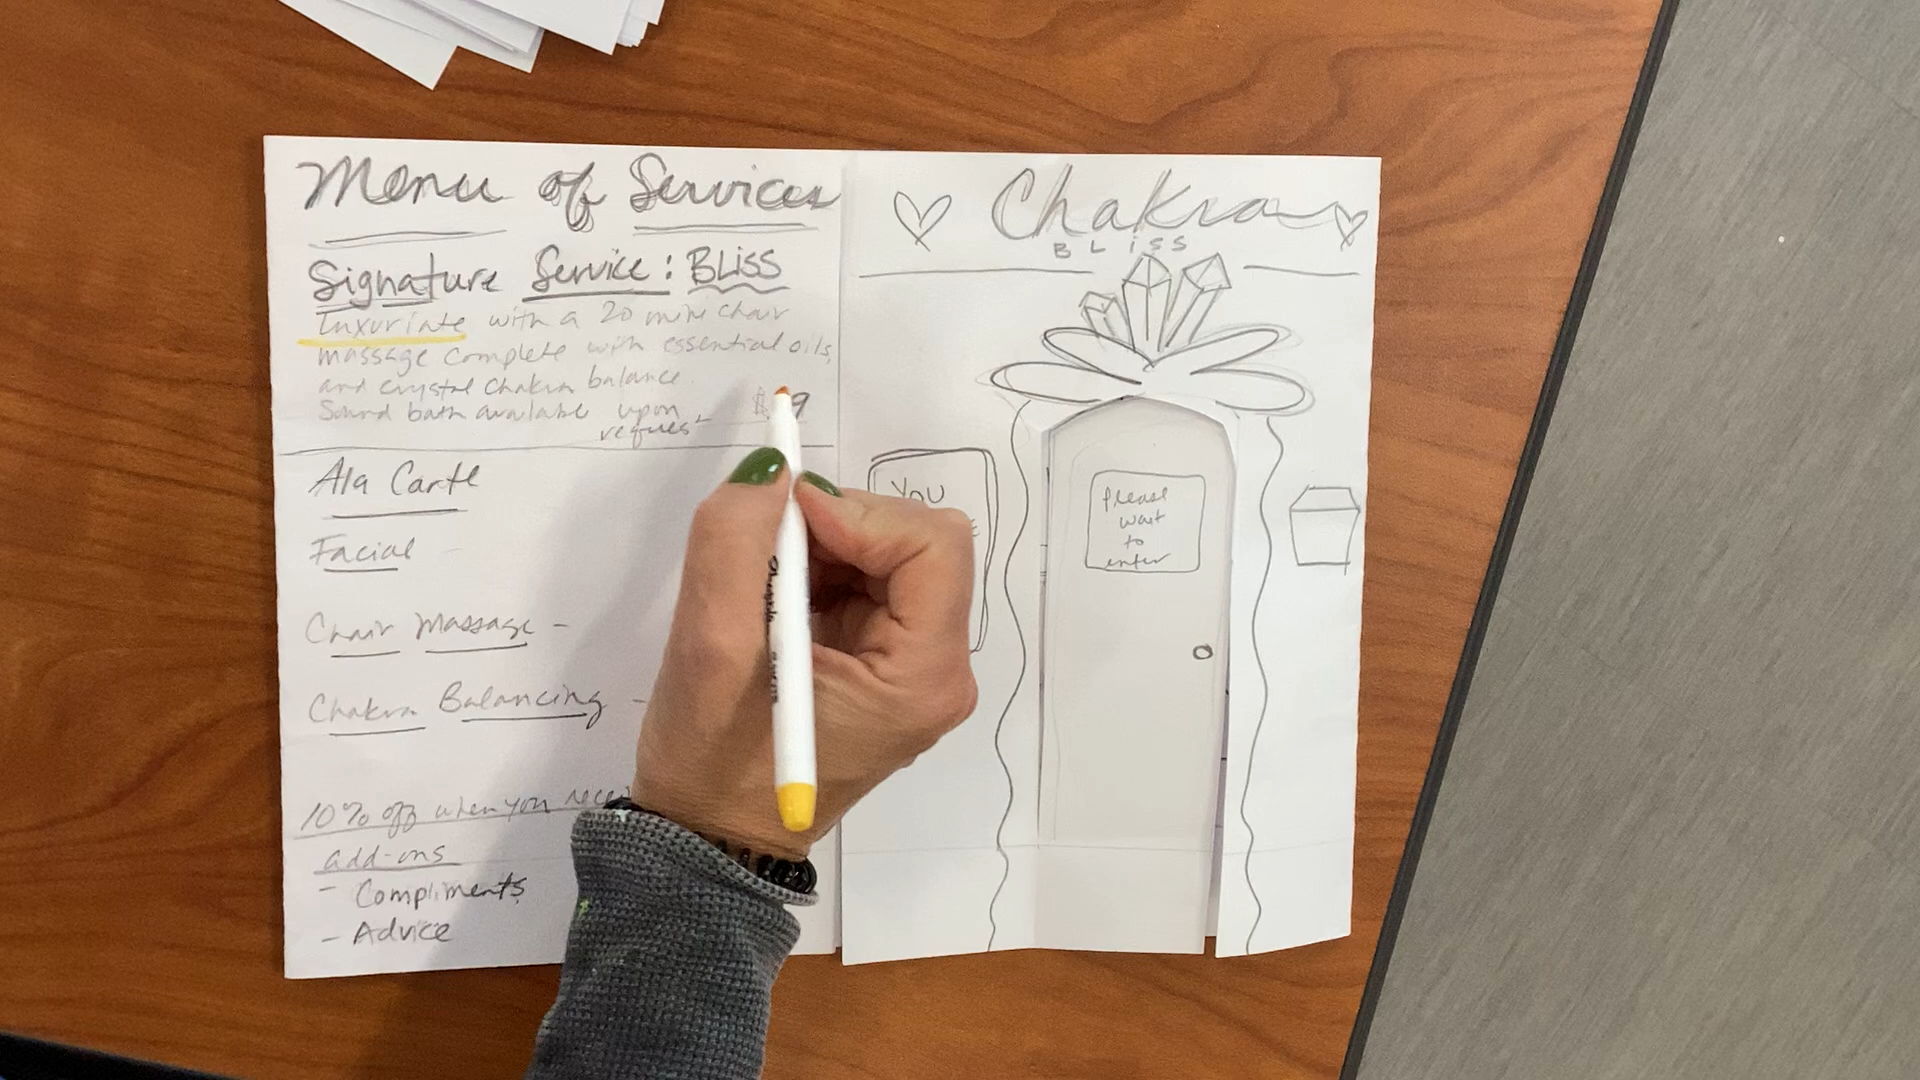 Menu of Services
Signature Service: BLISS
Luxuriate with a 20 min chair
massage complete with essential oils,
and crystal Chakra balance.
Sound bath available upon
request
$ 9
Ala Carte
Facial -
Chair Massage -
Chakra Balancing -
10% off when you
add-ons
- Compliments
- Advice
Chakra
BLISS
YOU
Please
wait
to
enter